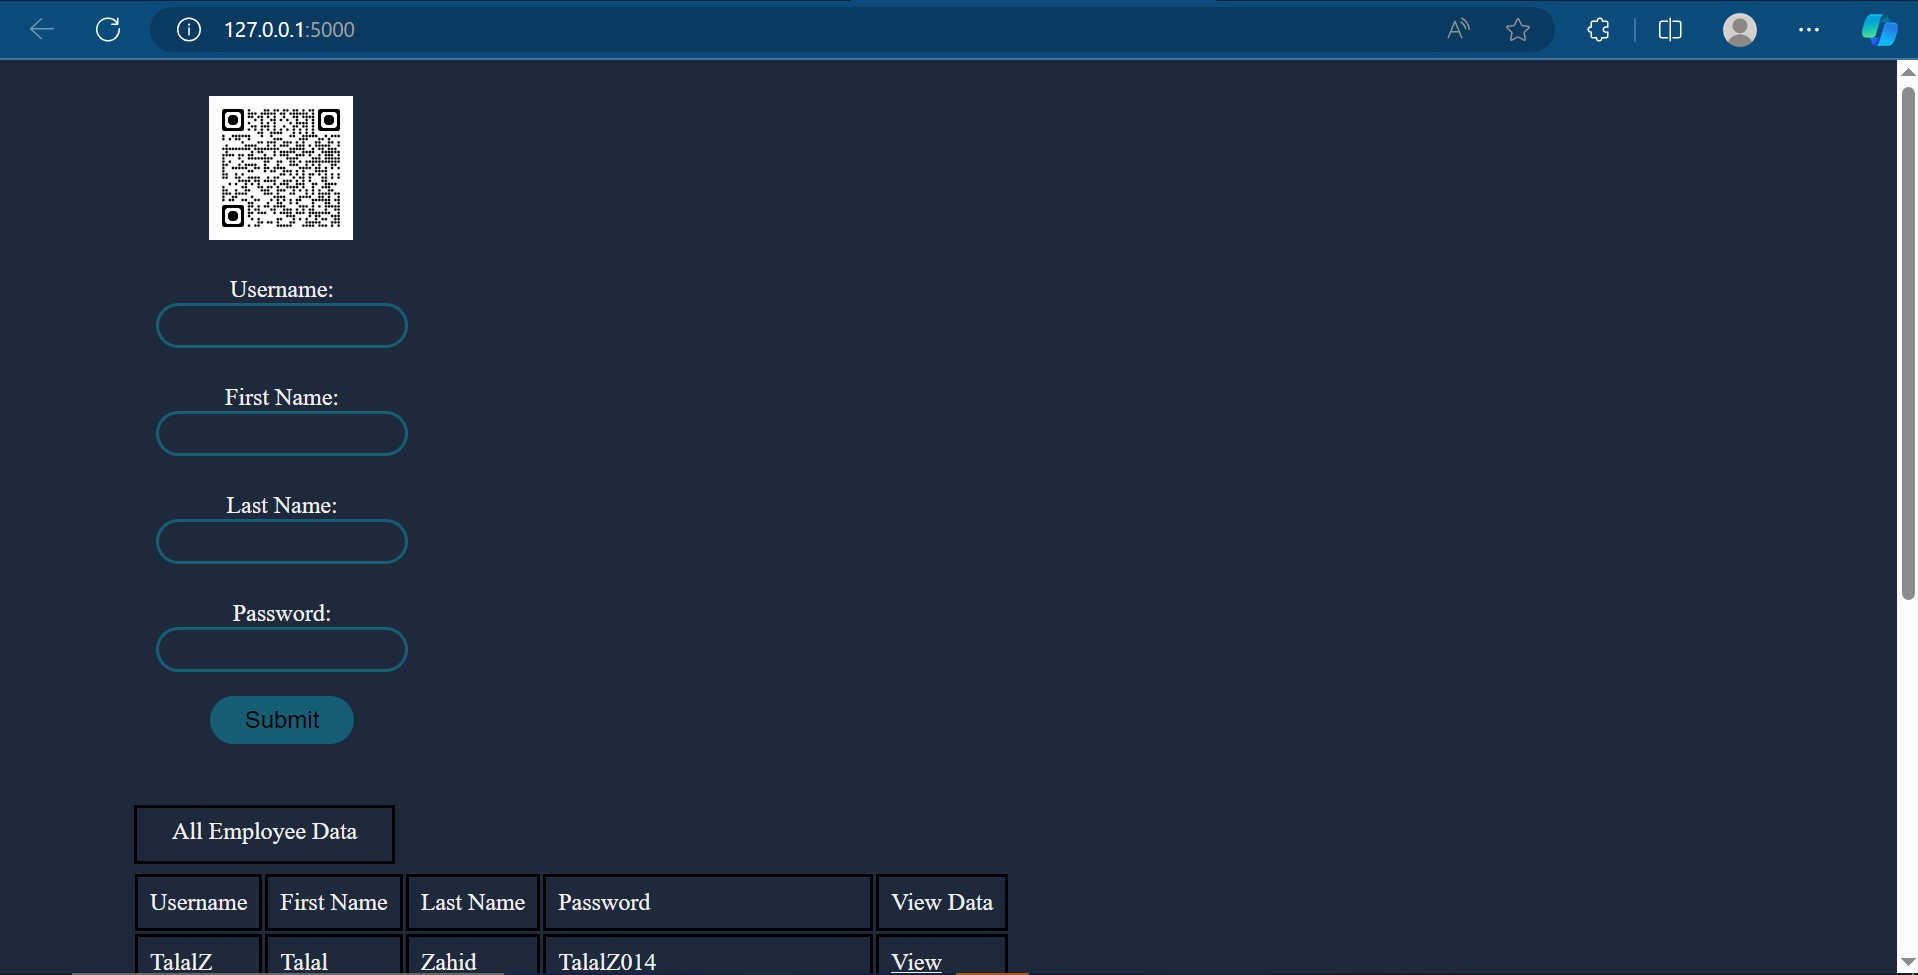 127.0.0.1:5000
Username:
First Name:
Last Name:
Password:
Submit
All Employee Data
Username First Name Last Name Password View Data
TalalZ Talal Zahid TalalZ014 View